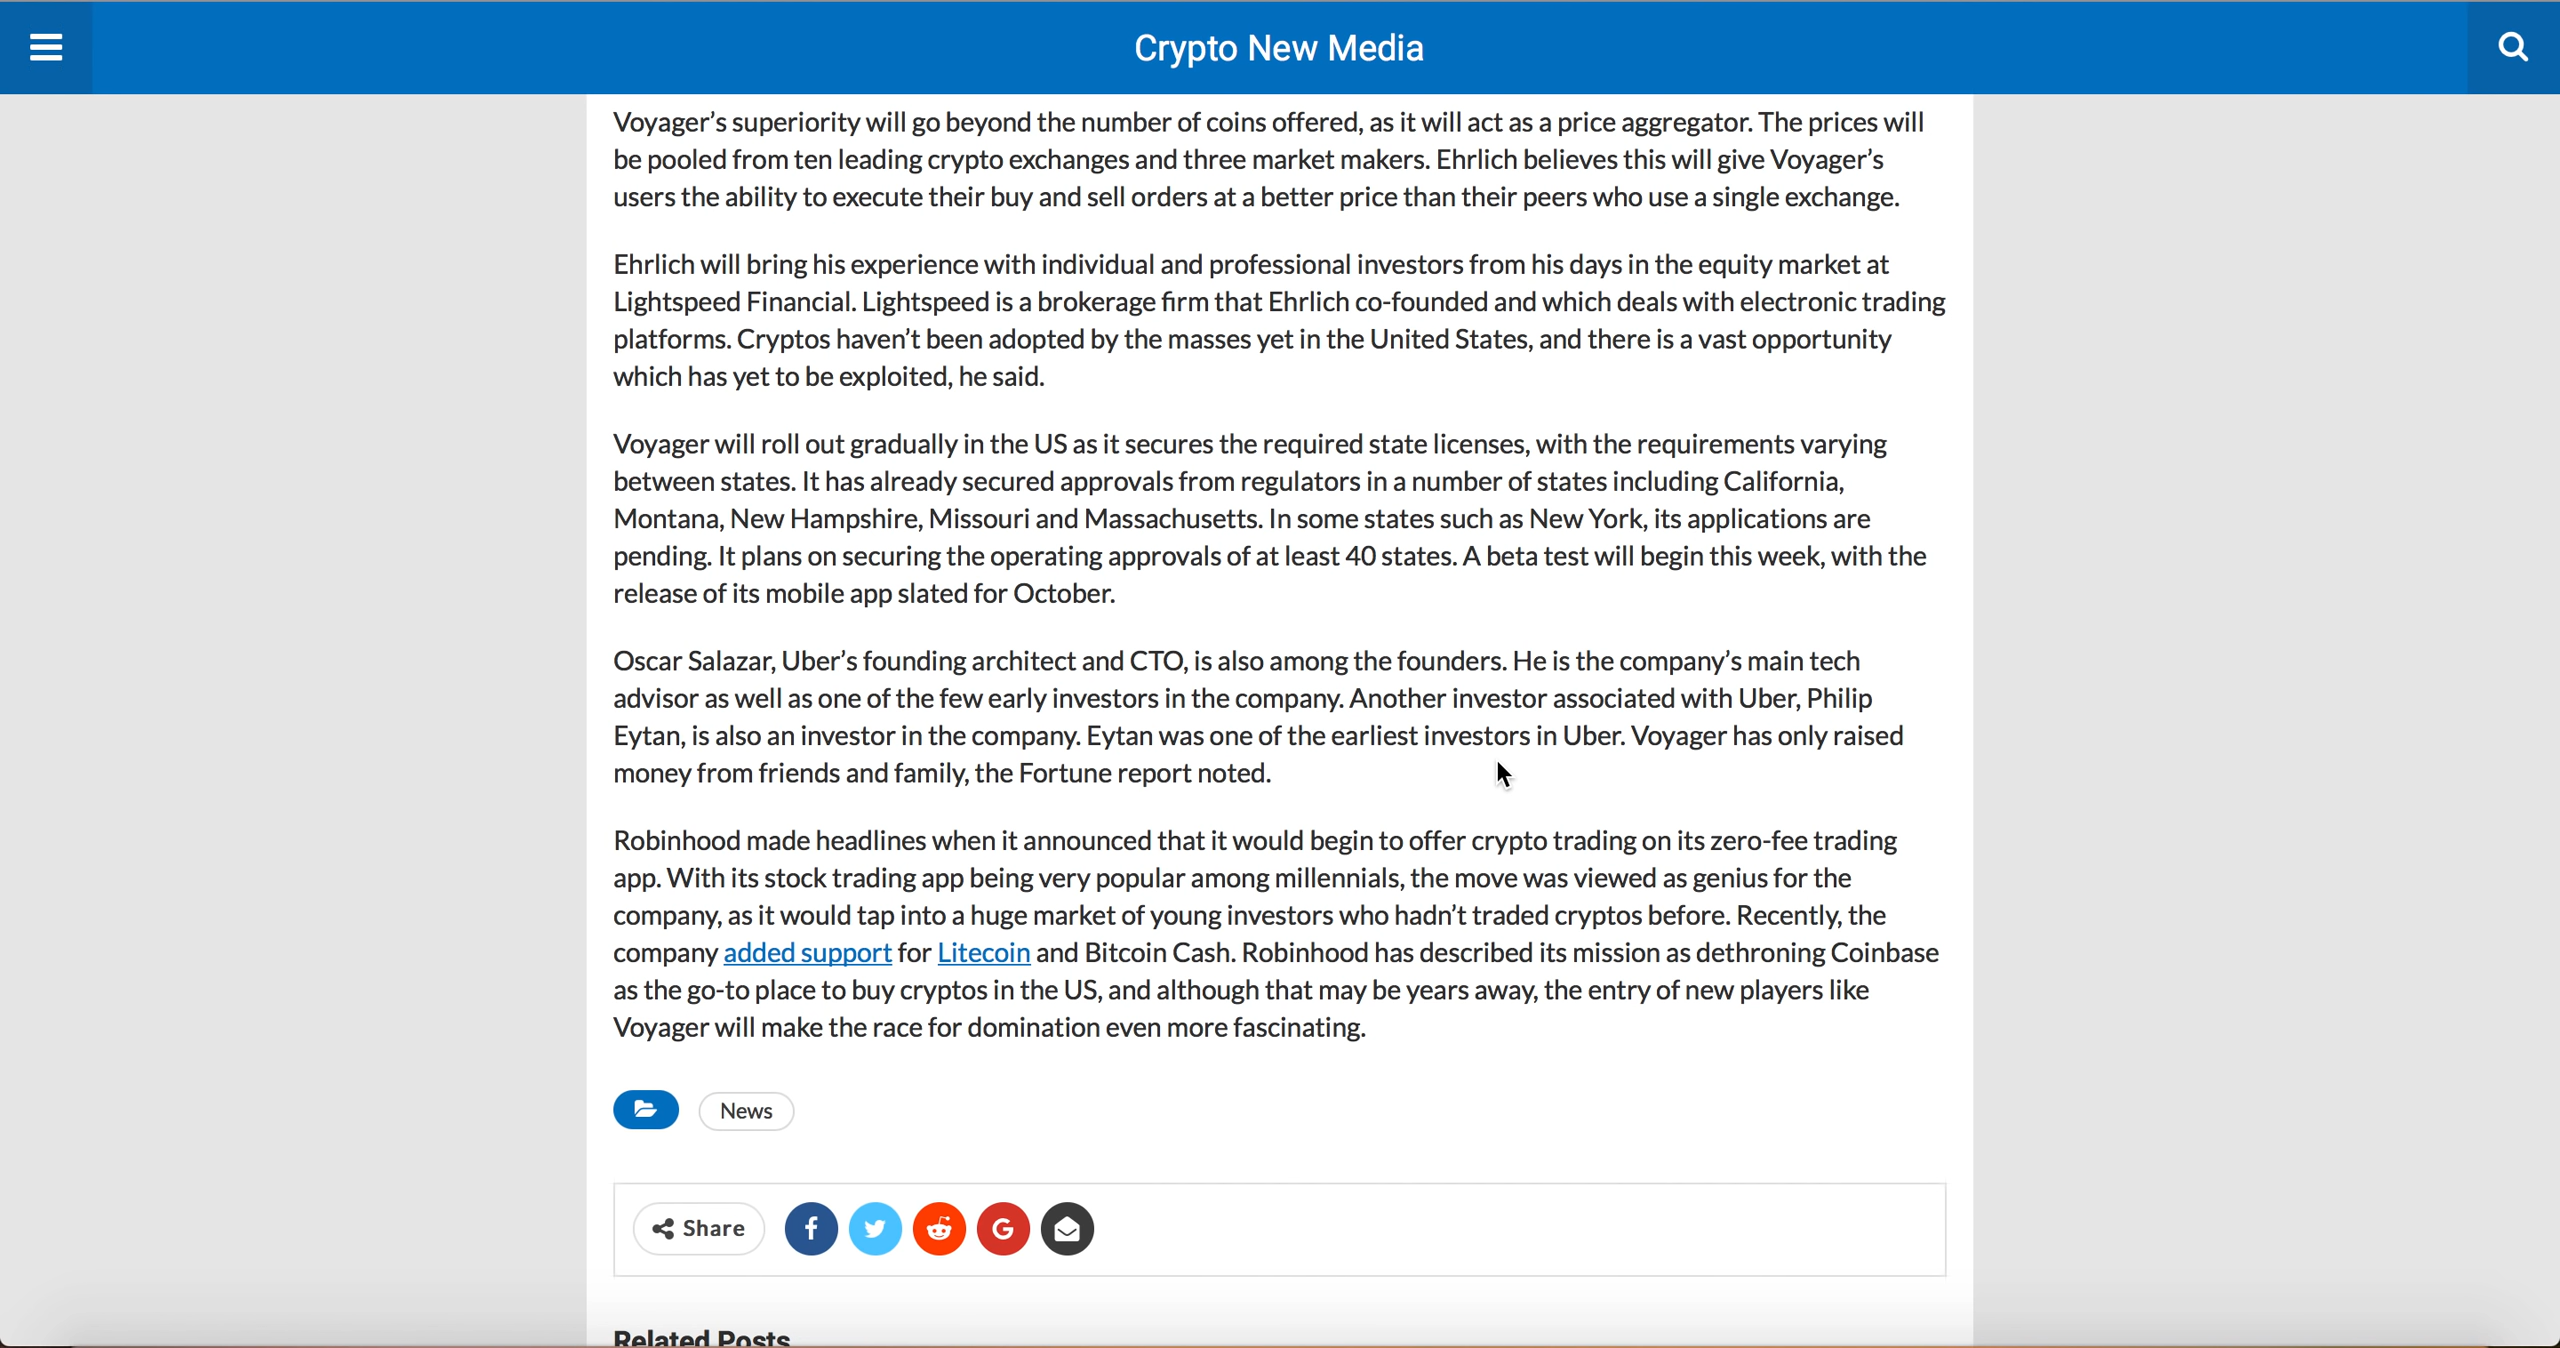 Crypto New Media
Voyager’s superiority will go beyond the number of coins offered, as it will act as a price aggregator. The prices will
be pooled from ten leading crypto exchanges and three market makers. Ehrlich believes this will give Voyager’s
users the ability to execute their buy and sell orders at a better price than their peers who use a single exchange.
Ehrlich will bring his experience with individual and professional investors from his days in the equity market at
Lightspeed Financial. Lightspeed is a brokerage firm that Ehrlich co-founded and which deals with electronic trading
platforms. Cryptos haven’t been adopted by the masses yet in the United States, and there is a vast opportunity
which has yet to be exploited, he said.
Voyager will roll out gradually in the US as it secures the required state licenses, with the requirements varying
between states. It has already secured approvals from regulators in a number of states including California,
Montana, New Hampshire, Missouri and Massachusetts. In some states such as New York, its applications are
pending. It plans on securing the operating approvals of at least 40 states. A beta test will begin this week, with the
release of its mobile app slated for October.
Oscar Salazar, Uber’s founding architect and CTO, is also among the founders. He is the company’s main tech
advisor as well as one of the few early investors in the company. Another investor associated with Uber, Philip
Eytan, is also an investor in the company. Eytan was one of the earliest investors in Uber. Voyager has only raised
money from friends and family, the Fortune report noted.
Robinhood made headlines when it announced that it would begin to offer crypto trading on its zero-fee trading
app. With its stock trading app being very popular among millennials, the move was viewed as genius for the
company, as it would tap into a huge market of young investors who hadn’t traded cryptos before. Recently, the
company added support for Litecoin and Bitcoin Cash. Robinhood has described its mission as dethroning Coinbase
as the go-to place to buy cryptos in the US, and although that may be years away, the entry of new players like
Voyager will make the race for domination even more fascinating.
News
Share
Related Posts